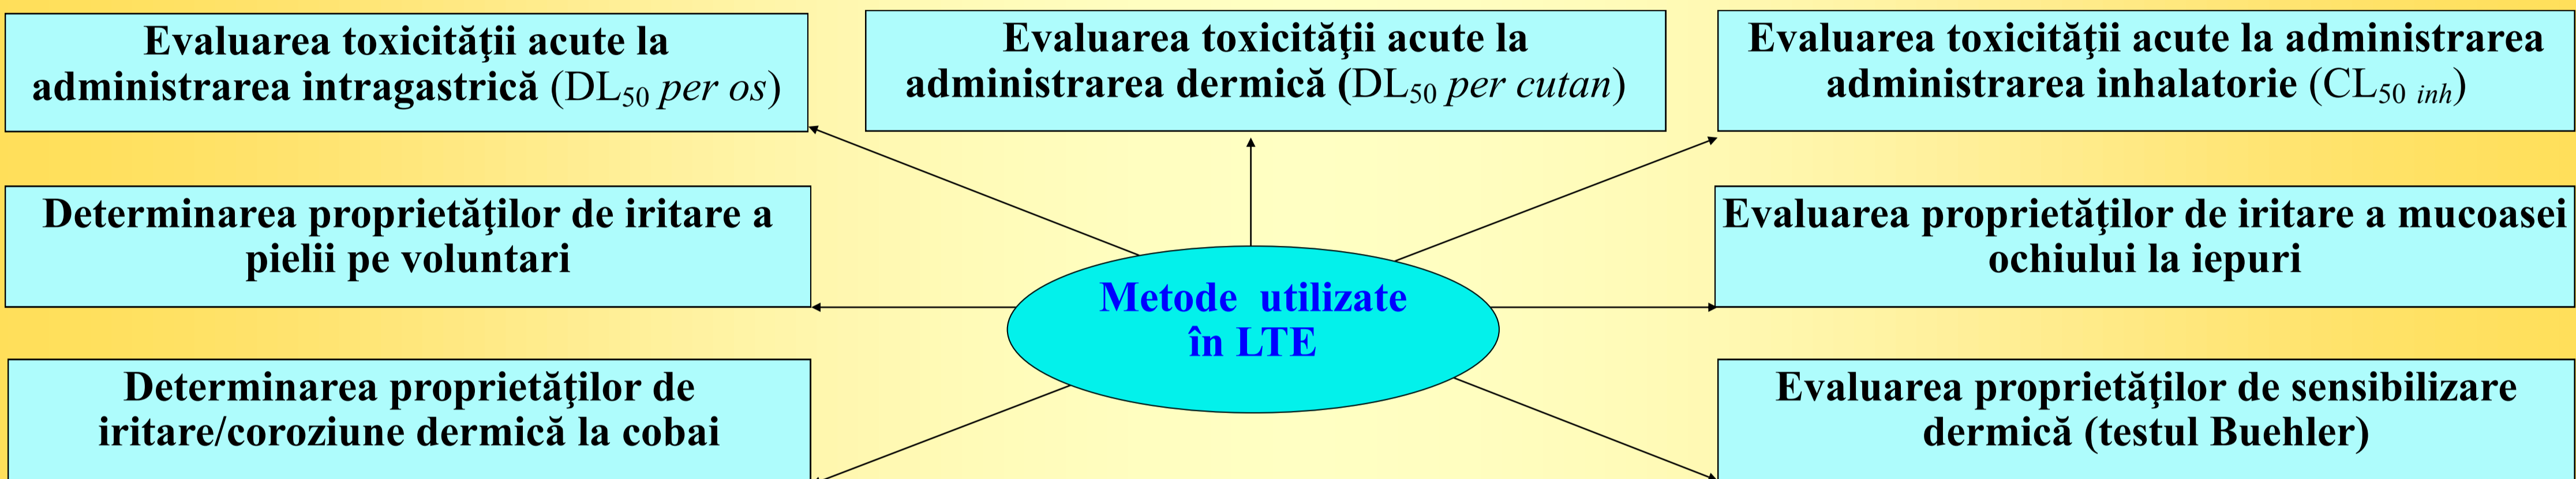 Evaluarea toxicităţii acute la
administrarea intragastrică (DL50 per os)
Evaluarea toxicităţii acute la
administrarea dermică (DL50 per cutan)
Evaluarea toxicităţii acute la administrarea
administrarea inhalatorie (CL50 inh)
Determinarea proprietăţilor de iritare a
pielii pe voluntari
Evaluarea proprietăţilor de iritare a mucoasei
ochiului la iepuri
Metode  utilizate
în LTE
Determinarea proprietăţilor de
iritare/coroziune dermică la cobai
Evaluarea proprietăţilor de sensibilizare
dermică (testul Buehler)